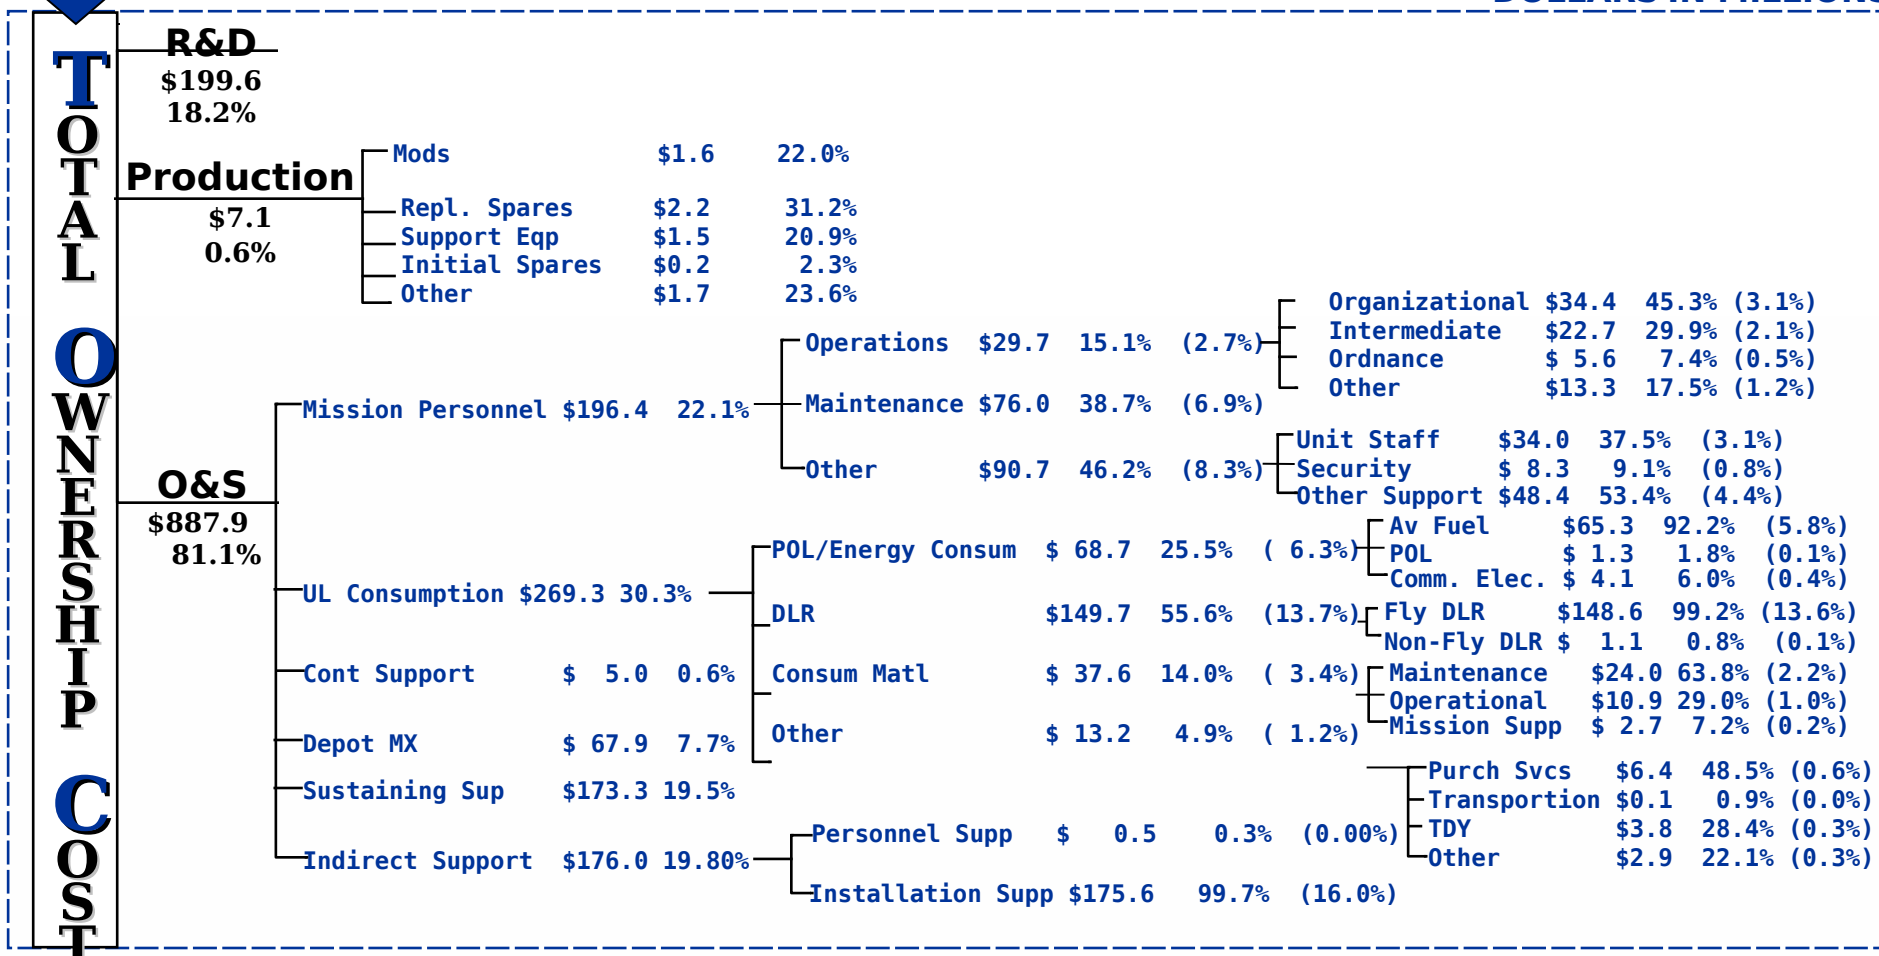 DOLLARS IN MILLIONS
TOTAL OWNERSHIP COST
R&D
$199.6
18.2%
Production
$7.1
0.6%
Mods $1.6 22.0%
Repl. Spares $2.2 31.2%
Support Eqp $1.5 20.9%
Initial Spares $0.2 2.3%
Other $1.7 23.6%
O&S
$887.9
81.1%
Mission Personnel $196.4 22.1%
Operations $29.7 15.1% (2.7%)
Maintenance $76.0 38.7% (6.9%)
Other $90.7 46.2% (8.3%)
Organizational $34.4 45.3% (3.1%)
Intermediate $22.7 29.9% (2.1%)
Ordnance $ 5.6 7.4% (0.5%)
Other $13.3 17.5% (1.2%)
Unit Staff $34.0 37.5% (3.1%)
Security $ 8.3 9.1% (0.8%)
Other Support $48.4 53.4% (4.4%)
UL Consumption $269.3 30.3%
POL/Energy Consum $ 68.7 25.5% ( 6.3%)
DLR $149.7 55.6% (13.7%)
Consum Matl $ 37.6 14.0% ( 3.4%)
Other $ 13.2 4.9% ( 1.2%)
Av Fuel $65.3 92.2% (5.8%)
POL $ 1.3 1.8% (0.1%)
Comm. Elec. $ 4.1 6.0% (0.4%)
Fly DLR $148.6 99.2% (13.6%)
Non-Fly DLR $ 1.1 0.8% (0.1%)
Maintenance $24.0 63.8% (2.2%)
Operational $10.9 29.0% (1.0%)
Mission Supp $ 2.7 7.2% (0.2%)
Purch Svcs $6.4 48.5% (0.6%)
Transportion $0.1 0.9% (0.0%)
TDY $3.8 28.4% (0.3%)
Other $2.9 22.1% (0.3%)
Cont Support $ 5.0 0.6%
Depot MX $ 67.9 7.7%
Sustaining Sup $173.3 19.5%
Indirect Support $176.0 19.80%
Personnel Supp $ 0.5 0.3% (0.00%)
Installation Supp $175.6 99.7% (16.0%)